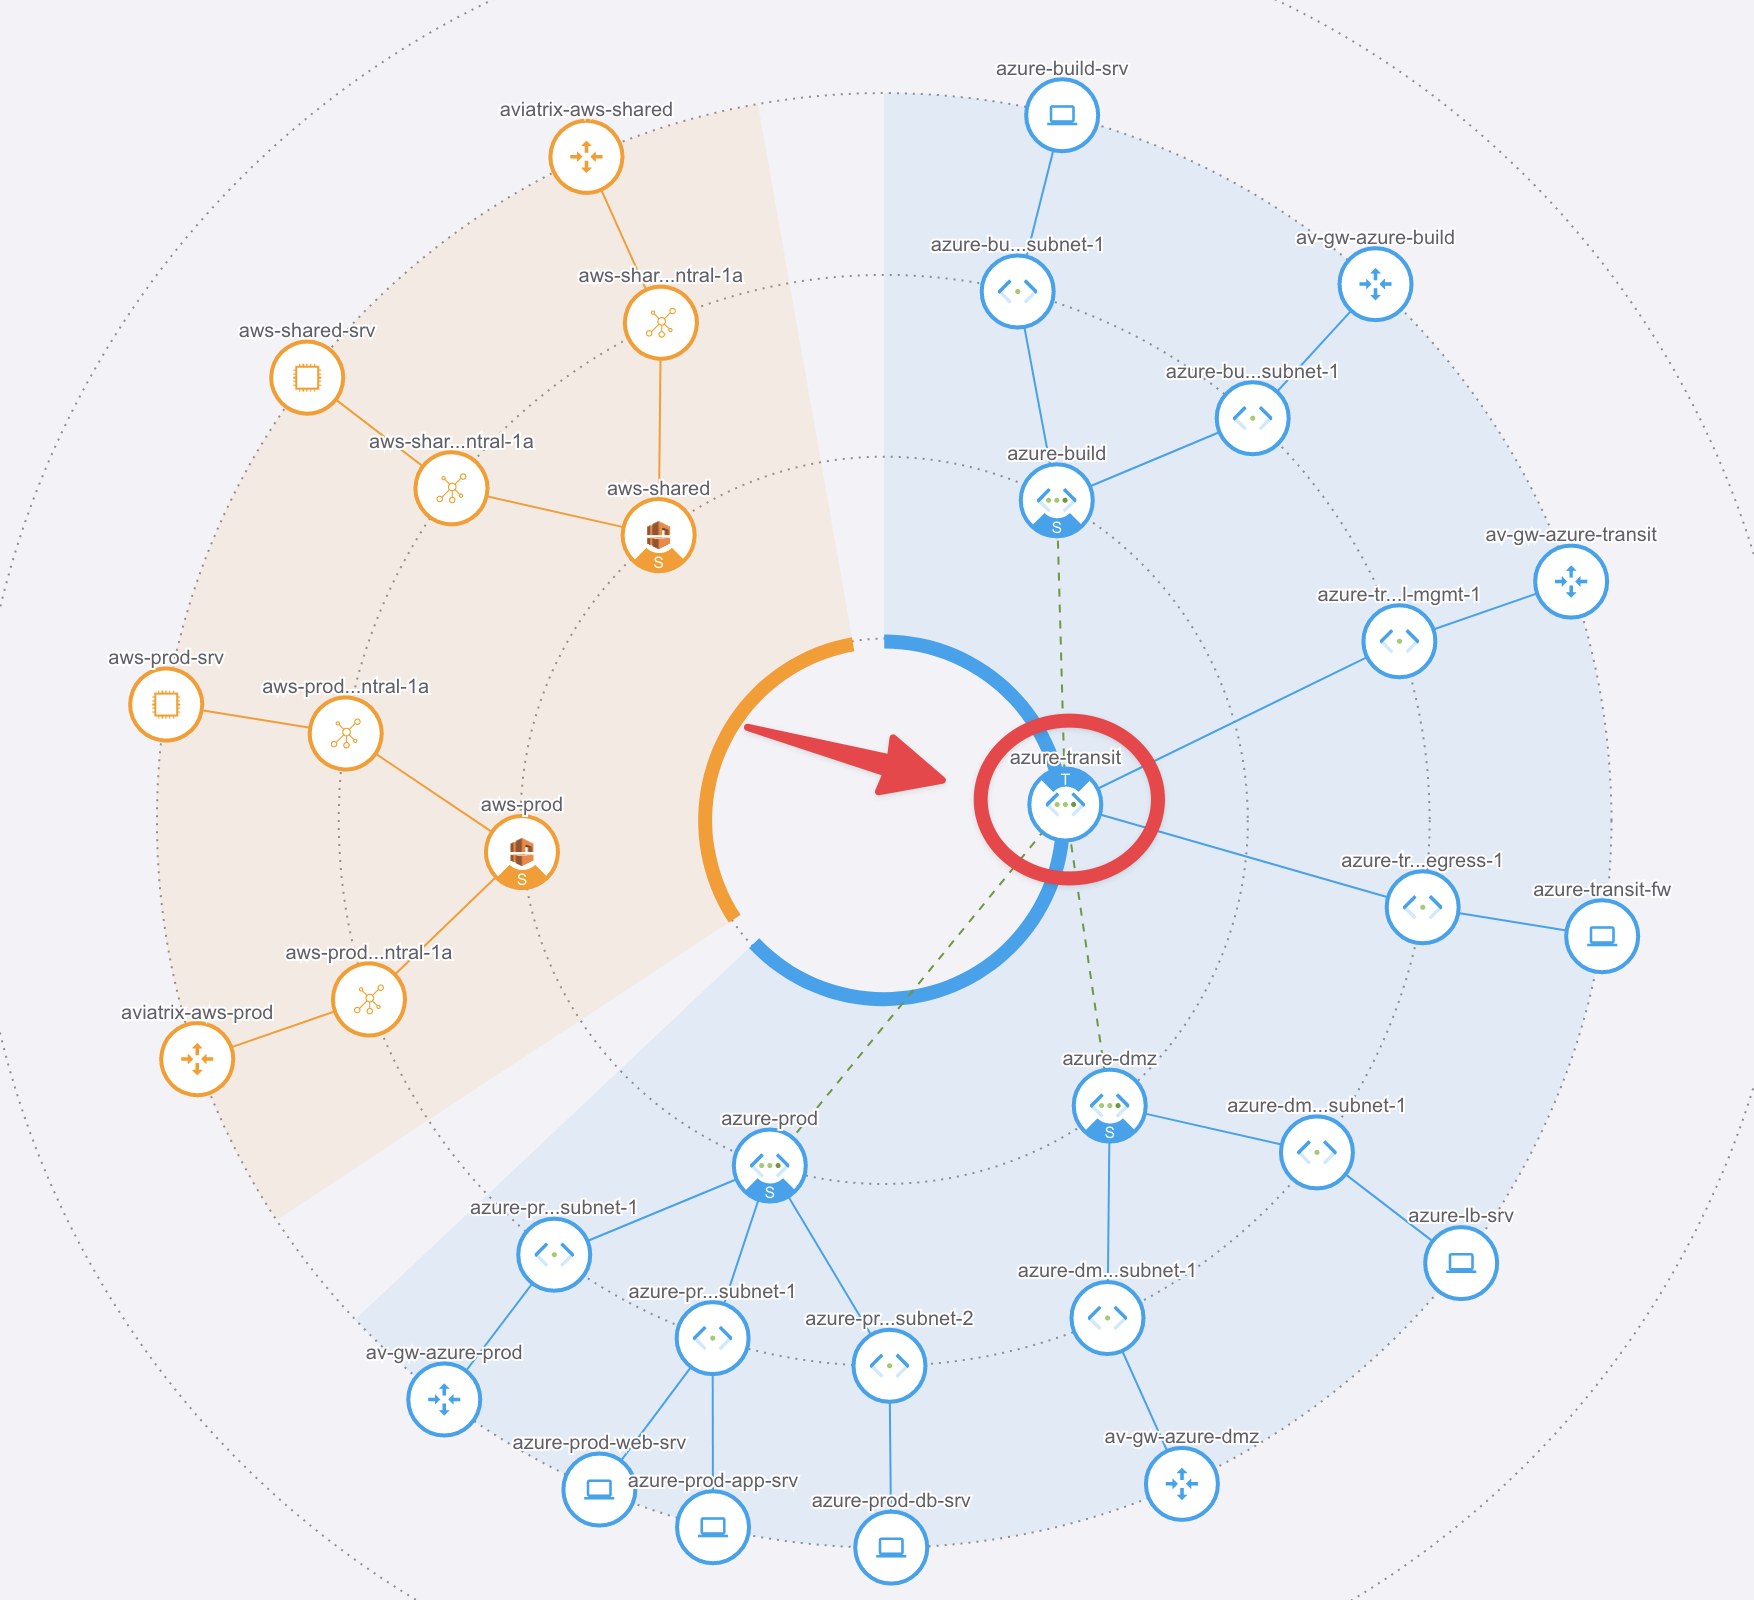 azure-build-srv
aviatrix-aws-shared
azure-bu...subnet-1
av-gw-azure-build
aws-shar...ntral-1a
aws-shared-srv
azure-bu...subnet-1
aws-shar...ntral-1a
azure-build
S
aws-shared
S
av-gw-azure-transit
azure-tr...l-mgmt-1
aws-prod-srv
aws-prod...ntral-1a
azure-transit
T
aws-prod
S
azure-tr...egress-1
azure-transit-fw
aws-prod...ntral-1a
aviatrix-aws-prod
azure-dmz
S
azure-dm...subnet-1
azure-prod
S
azure-pr...subnet-1
azure-lb-srv
azure-dm...subnet-1
azure-pr...subnet-1
azure-pr...subnet-2
av-gw-azure-prod
av-gw-azure-dmz
azure-prod-web-srv
azure-prod-app-srv
azure-prod-db-srv